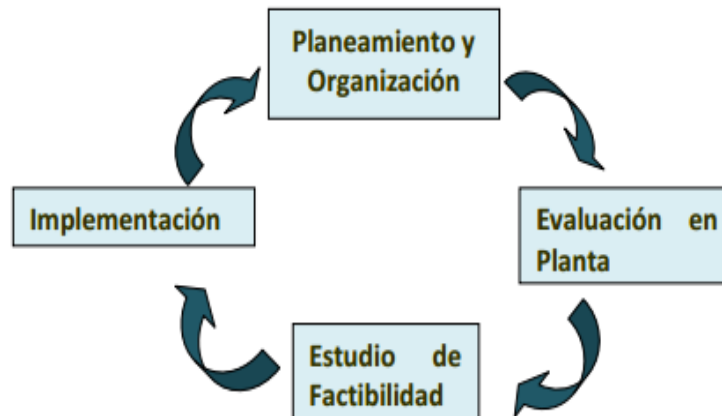 Planeamiento y
Organización
Implementación
Evaluación en
Planta
Estudio de
Factibilidad